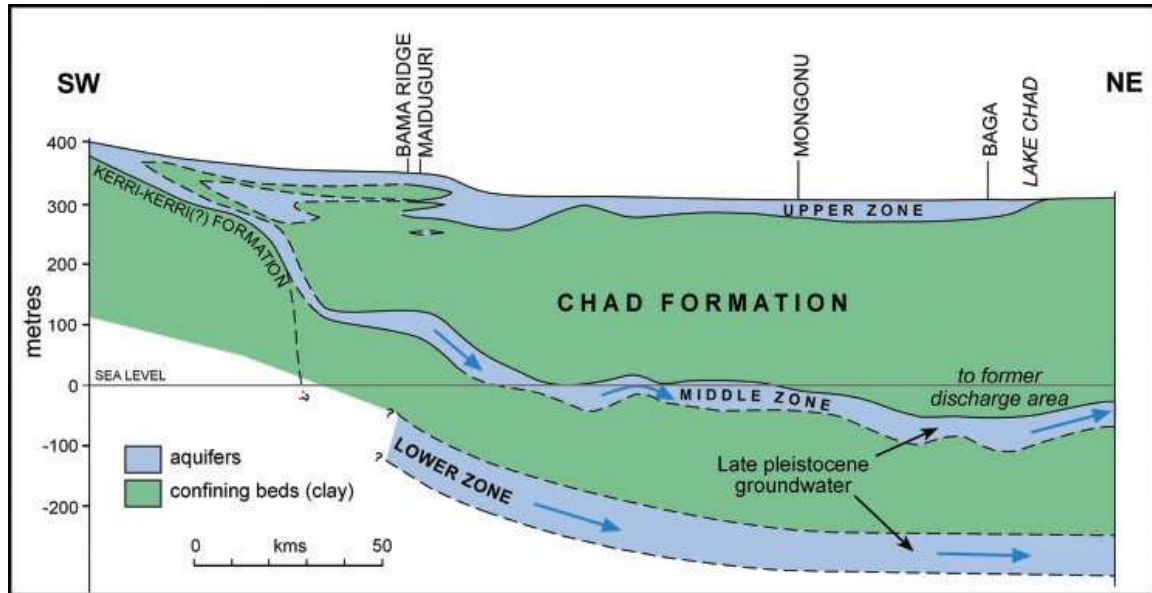 SW
NE
BAMA RIDGE
MAIDUGURI
MONGONU
BAGA
LAKE CHAD
400
300
200
100
0
-100
-200
metres
KERRI-KERRI(?) FORMATION
UPPER ZONE
CHAD FORMATION
SEA LEVEL
MIDDLE ZONE
to former
discharge area
?
?
?
LOWER ZONE
Late pleistocene
groundwater
aquifers
confining beds (clay)
0 kms 50